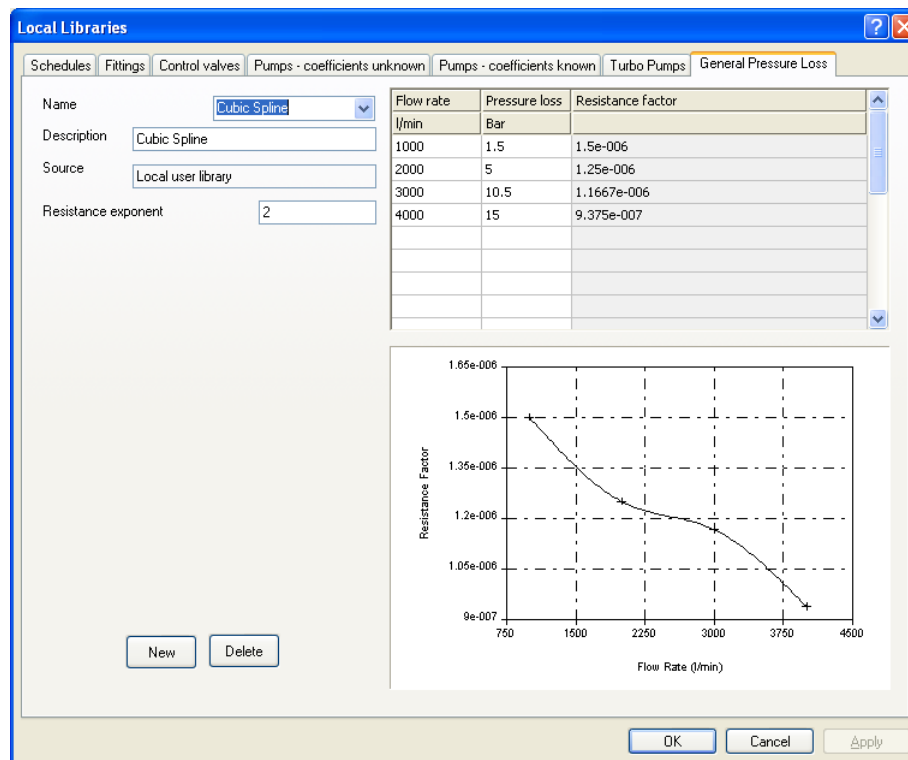 Local Libraries
Schedules Fittings Control valves Pumps - coefficients unknown Pumps - coefficients known Turbo Pumps General Pressure Loss
Name Cubic Spline
Description Cubic Spline
Source Local user library
Resistance exponent 2
Flow rate Pressure loss Resistance factor
l/min Bar
1000 1.5 1.5e-006
2000 5 1.25e-006
3000 10.5 1.1667e-006
4000 15 9.375e-007
1.65e-006
1.5e-006
1.35e-006
1.2e-006
1.05e-006
9e-007
Resistance Factor
750 1500 2250 3000 3750 4500
Flow Rate (l/min)
New Delete
OK Cancel Apply